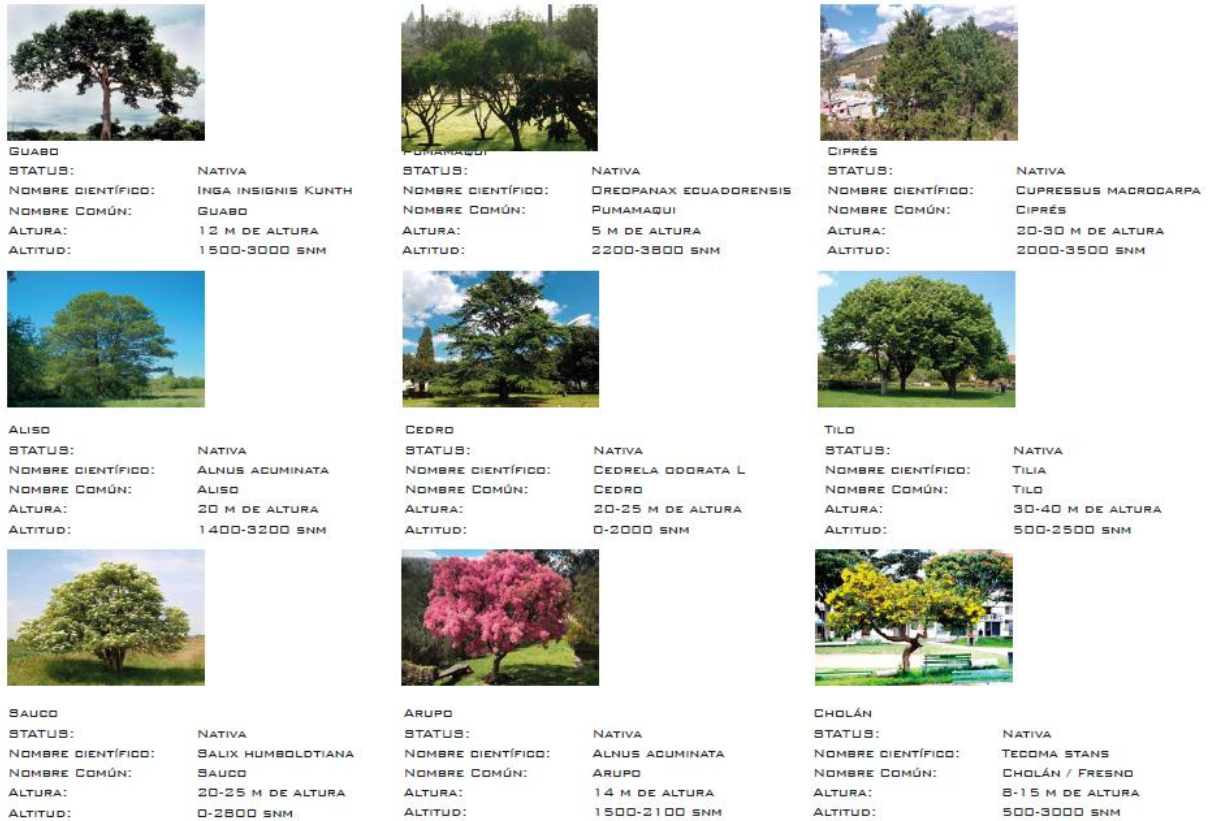 Guabo
STATUS: Nativa
Nombre científico: Inga insignis Kunth
Nombre Común: Guabo
Altura: 12 m de altura
Altitud: 1500-3000 snm
Pumamaqui
STATUS: Nativa
Nombre científico: Oreopanax ecuadorensis
Nombre Común: Pumamaqui
Altura: 5 m de altura
Altitud: 2200-3800 snm
Ciprés
STATUS: Nativa
Nombre científico: Cupressus macrocarpa
Nombre Común: Ciprés
Altura: 20-30 m de altura
Altitud: 2000-3500 snm
Aliso
STATUS: Nativa
Nombre científico: Alnus acuminata
Nombre Común: Aliso
Altura: 20 m de altura
Altitud: 1400-3200 snm
Cedro
STATUS: Nativa
Nombre científico: Cedrela odorata L
Nombre Común: Cedro
Altura: 20-25 m de altura
Altitud: 0-2000 snm
Tilo
STATUS: Nativa
Nombre científico: Tilia
Nombre Común: Tilo
Altura: 30-40 m de altura
Altitud: 500-2500 snm
Sauco
STATUS: Nativa
Nombre científico: Salix humboldtiana
Nombre Común: Sauco
Altura: 20-25 m de altura
Altitud: 0-2800 snm
Arupo
STATUS: Nativa
Nombre científico: Alnus acuminata
Nombre Común: Arupo
Altura: 14 m de altura
Altitud: 1500-2100 snm
Cholán
STATUS: Nativa
Nombre científico: Tecoma stans
Nombre Común: Cholán / Fresno
Altura: 8-15 m de altura
Altitud: 500-3000 snm